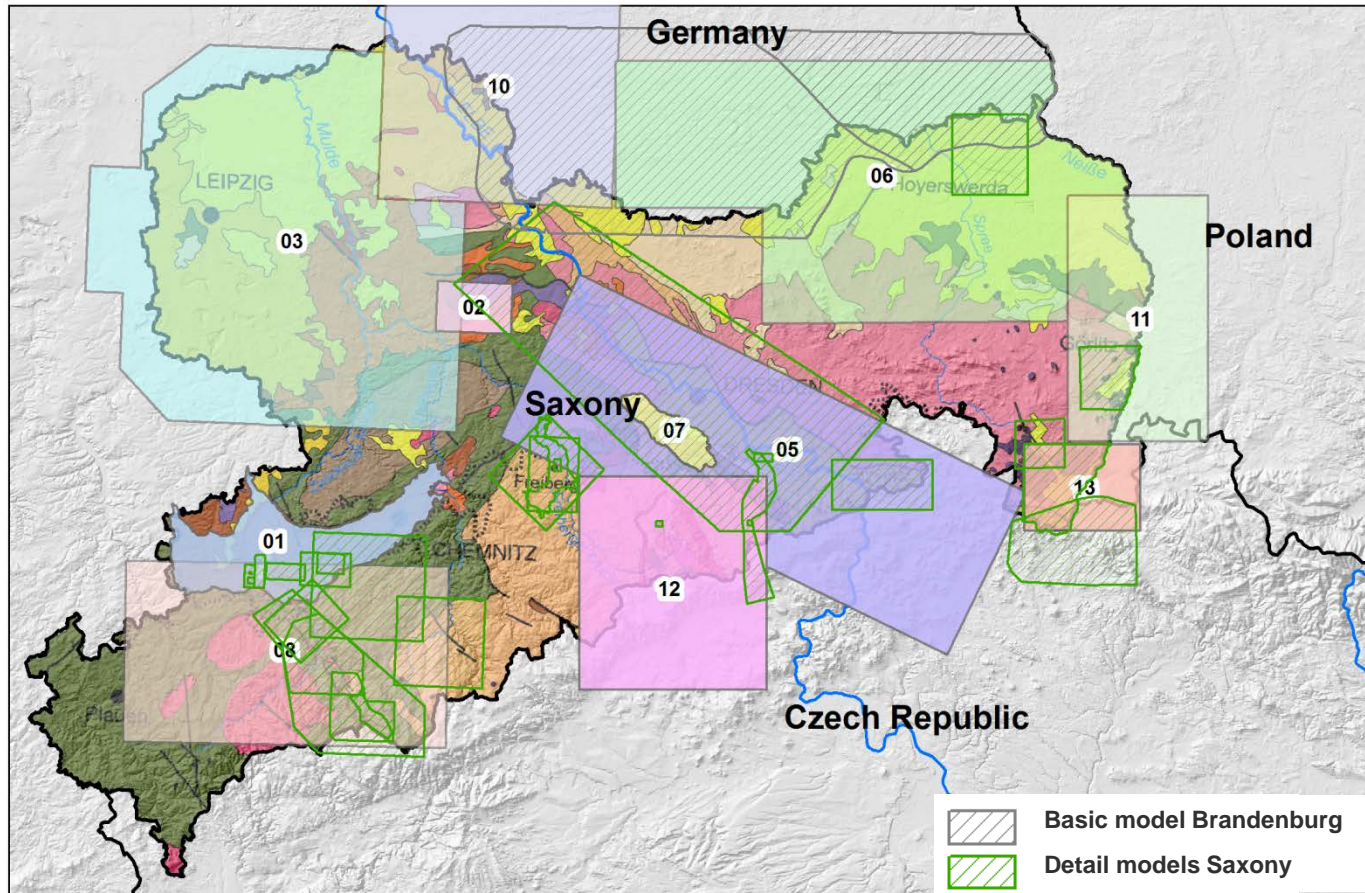 Germany
10
Mulde
LEIPZIG
06
Hoyerswerda
Neiße
Spree
Poland
03
02
11
Görlitz
DRESDEN
Saxony
07
05
Freiberg
13
01
CHEMNITZ
12
08
Plauen
Czech Republic
Basic model Brandenburg
Detail models Saxony